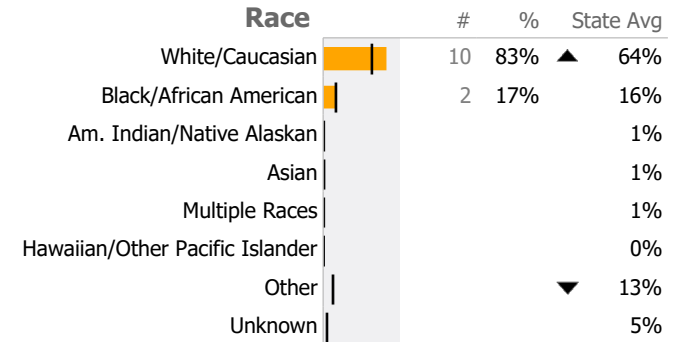 Race # % State Avg
White/Caucasian 10 83% ▲ 64%
Black/African American 2 17% 16%
Am. Indian/Native Alaskan 1%
Asian 1%
Multiple Races 1%
Hawaiian/Other Pacific Islander 0%
Other ▼ 13%
Unknown 5%